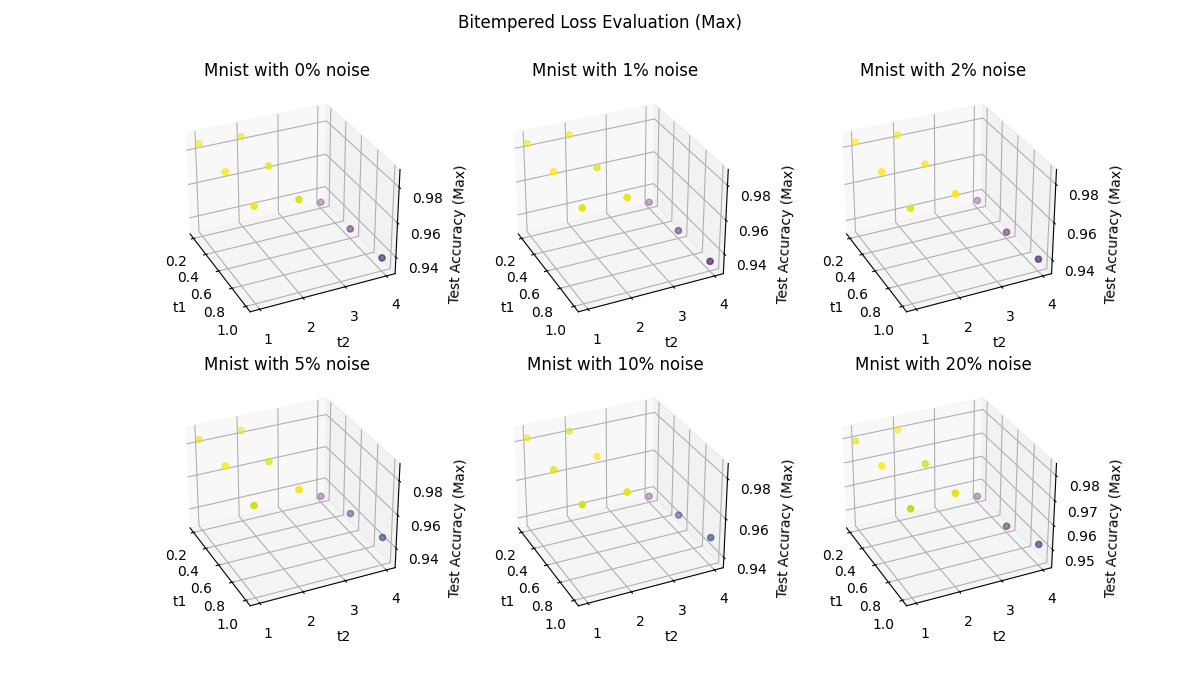 Bitempered Loss Evaluation (Max)
Mnist with 0% noise
0.98
0.96
0.94
Test Accuracy (Max)
0.2
0.4
0.6
0.8
1.0
t1
1
2
3
4
t2
Mnist with 1% noise
0.98
0.96
0.94
Test Accuracy (Max)
0.2
0.4
0.6
0.8
1.0
t1
1
2
3
4
t2
Mnist with 2% noise
0.98
0.96
0.94
Test Accuracy (Max)
0.2
0.4
0.6
0.8
1.0
t1
1
2
3
4
t2
Mnist with 5% noise
0.98
0.96
0.94
Test Accuracy (Max)
0.2
0.4
0.6
0.8
1.0
t1
1
2
3
4
t2
Mnist with 10% noise
0.98
0.96
0.94
Test Accuracy (Max)
0.2
0.4
0.6
0.8
1.0
t1
1
2
3
4
t2
Mnist with 20% noise
0.98
0.97
0.96
0.95
Test Accuracy (Max)
0.2
0.4
0.6
0.8
1.0
t1
1
2
3
4
t2